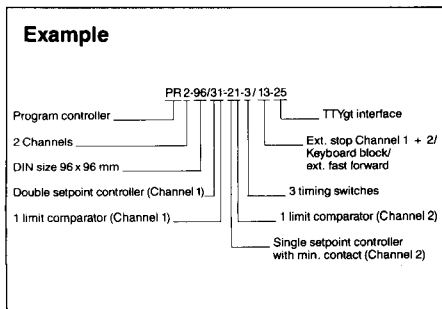 Example
PR2-96/31-21-3/13-25
Program controller
TTYgt interface
2 Channels
Ext. stop Channel 1 + 2/
Keyboard block/
ext. fast forward
DIN size 96 x 96 mm
Double setpoint controller (Channel 1)
3 timing switches
1 limit comparator (Channel 1)
1 limit comparator (Channel 2)
Single setpoint controller
with min. contact (Channel 2)